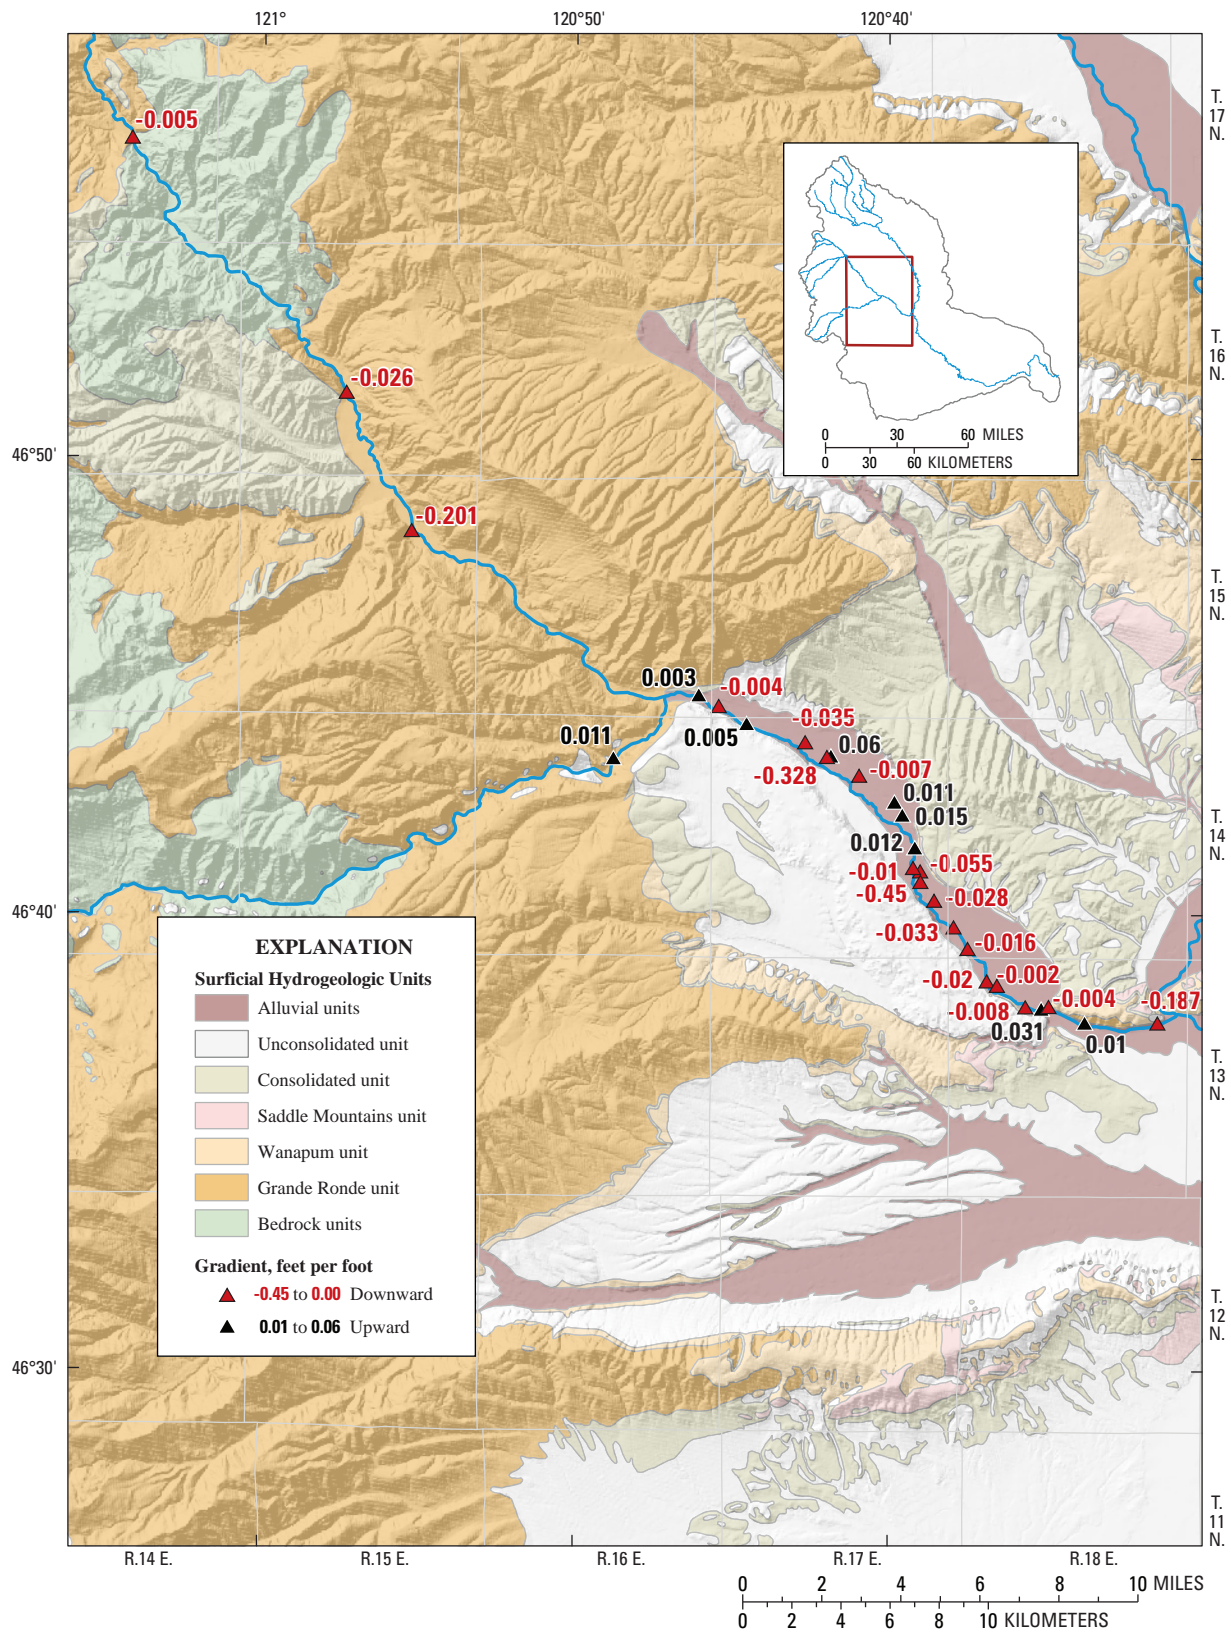 121°
120°50'
120°40'
T.
17
N.
-0.005
T.
16
N.
-0.026
0 30 60 MILES
0 30 60 KILOMETERS
46°50'
-0.201
T.
15
N.
0.003
-0.004
0.011
0.005
-0.035
0.06
-0.328
-0.007
0.011
0.015
T.
14
N.
0.012
-0.055
-0.01
-0.45
-0.028
46°40'
-0.033
-0.016
-0.02
-0.002
-0.008
-0.004
-0.187
0.031
0.01
T.
13
N.
EXPLANATION
Surficial Hydrogeologic Units
Alluvial units
Unconsolidated unit
Consolidated unit
Saddle Mountains unit
Wanapum unit
Grande Ronde unit
Bedrock units
Gradient, feet per foot
-0.45 to 0.00 Downward
0.01 to 0.06 Upward
T.
12
N.
46°30'
T.
11
N.
R.14 E.
R.15 E.
R.16 E.
R.17 E.
R.18 E.
0 2 4 6 8 10 MILES
0 2 4 6 8 10 KILOMETERS